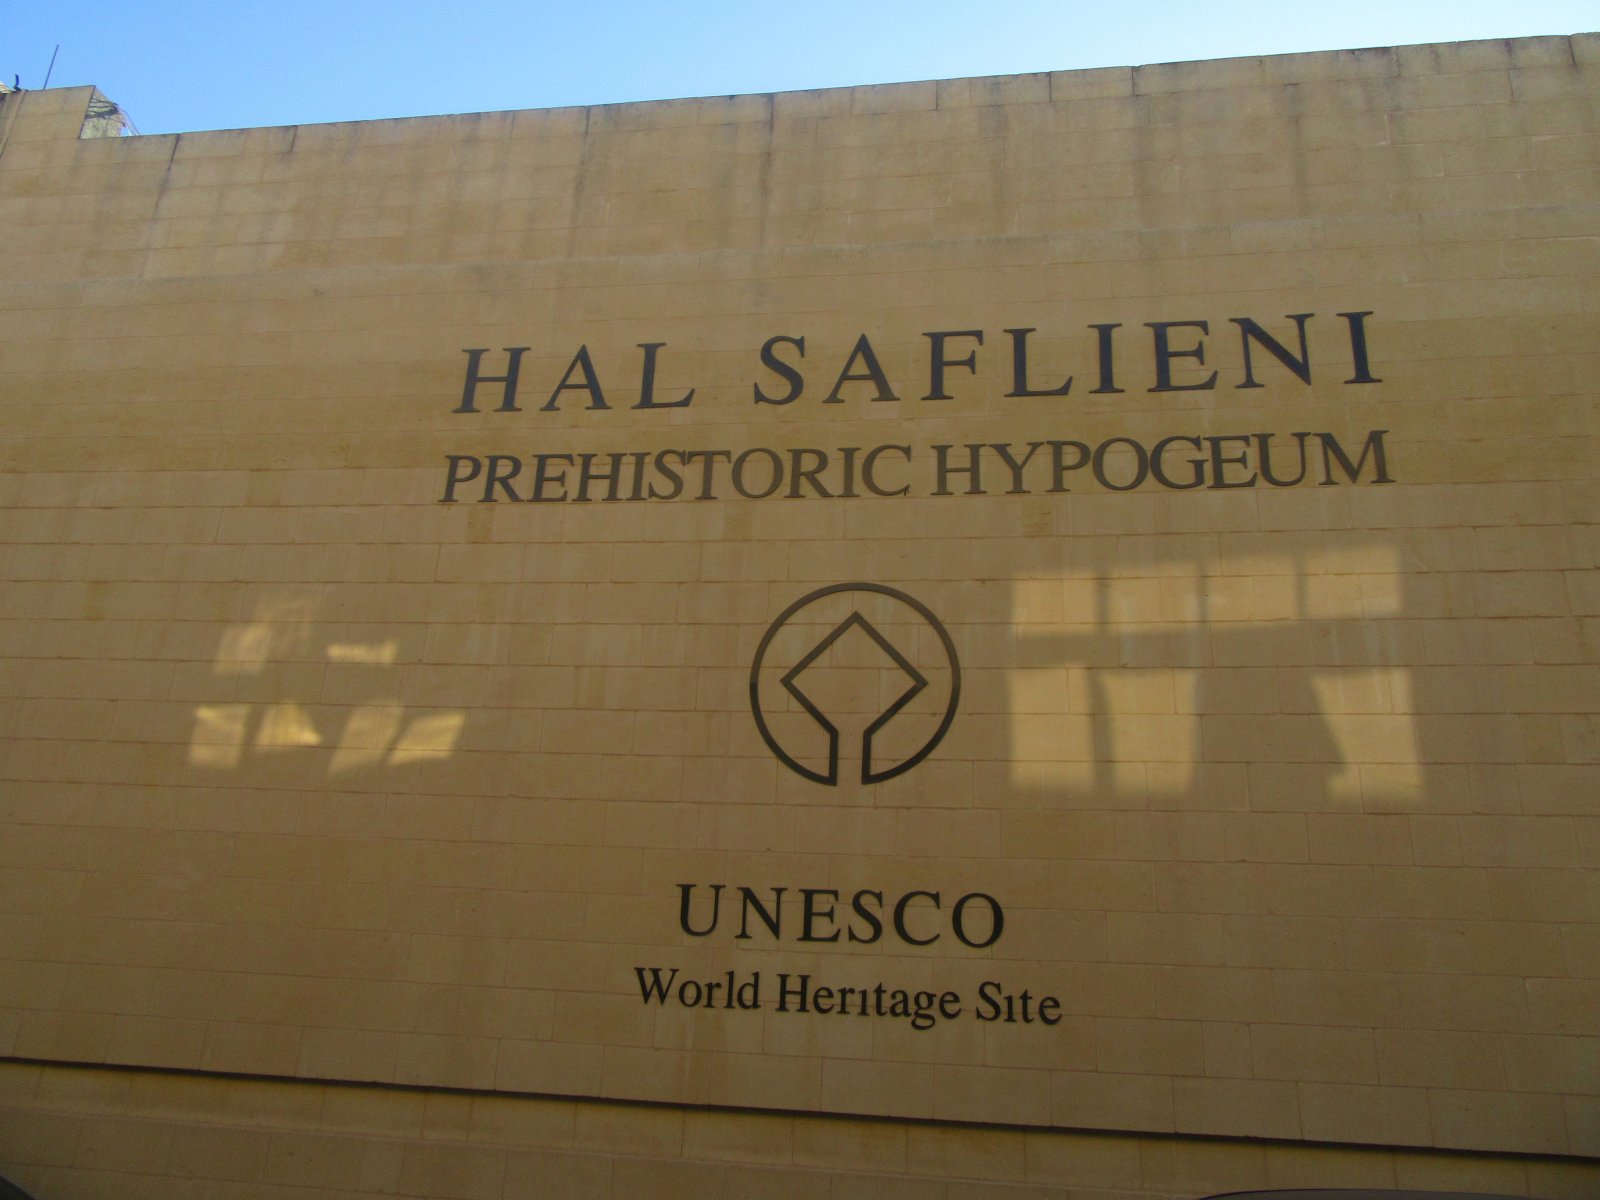 HAL SAFLIENI
PREHISTORIC HYPOGEUM
UNESCO
World Heritage Site